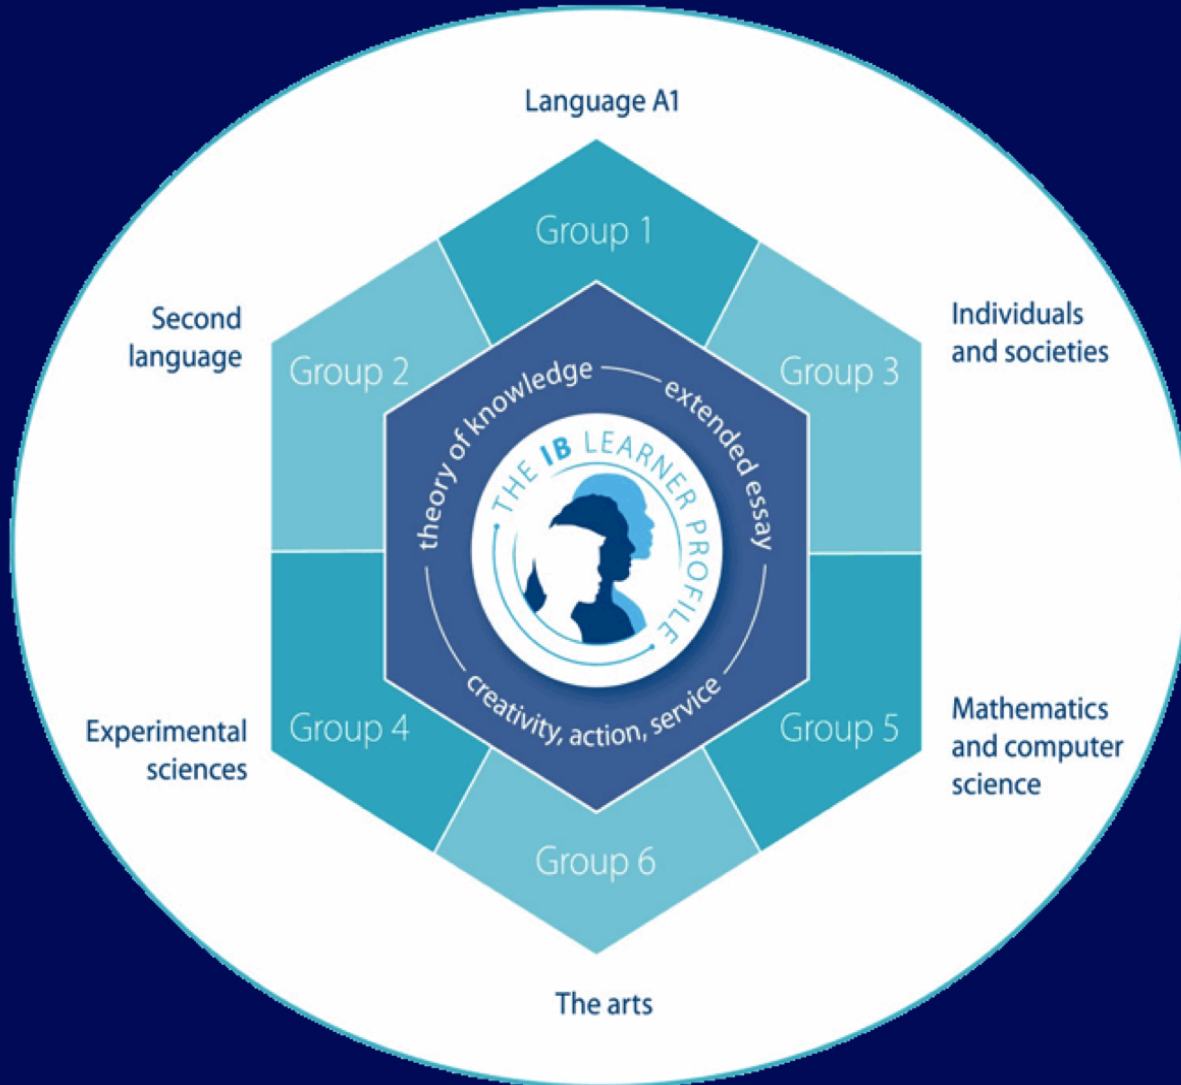 Language A1
Group 1
Second
language
Group 2
Individuals
and societies
Group 3
theory of knowledge
extended essay
THE IB LEARNER PROFILE
creativity, action, service
Experimental
sciences
Group 4
Group 5
Mathematics
and computer
science
Group 6
The arts